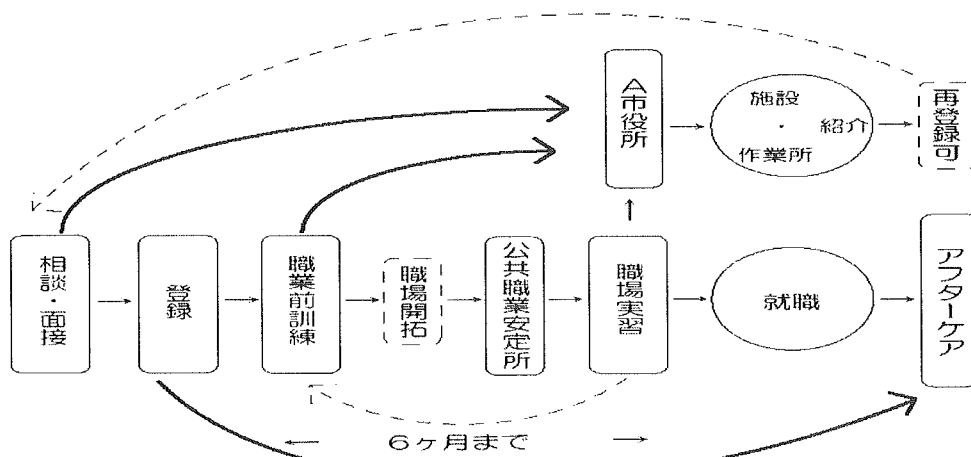 A市役所
施設
・
紹介
作業所
再登録可
相談・面接
登録
職業前訓練
職場開拓
公共職業安定所
職場実習
就職
アフターケア
6ヶ月まで